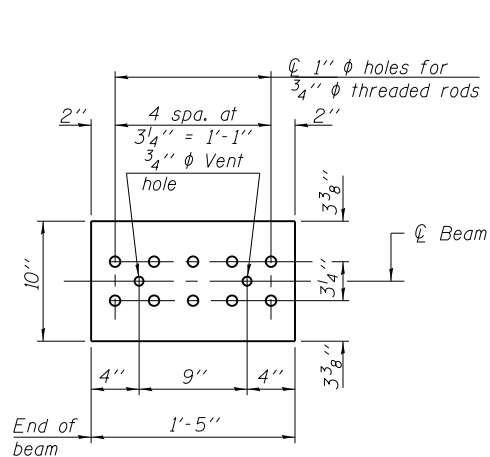 ℄ 1'' ϕ holes for
3/4'' ϕ threaded rods
2''
4 spa. at
3 1/4'' = 1'-1''
2''
3/4'' ϕ Vent
hole
3 3/8''
℄ Beam
10''
3 1/4''
4''
9''
4''
3 3/8''
1'-5''
End of
beam